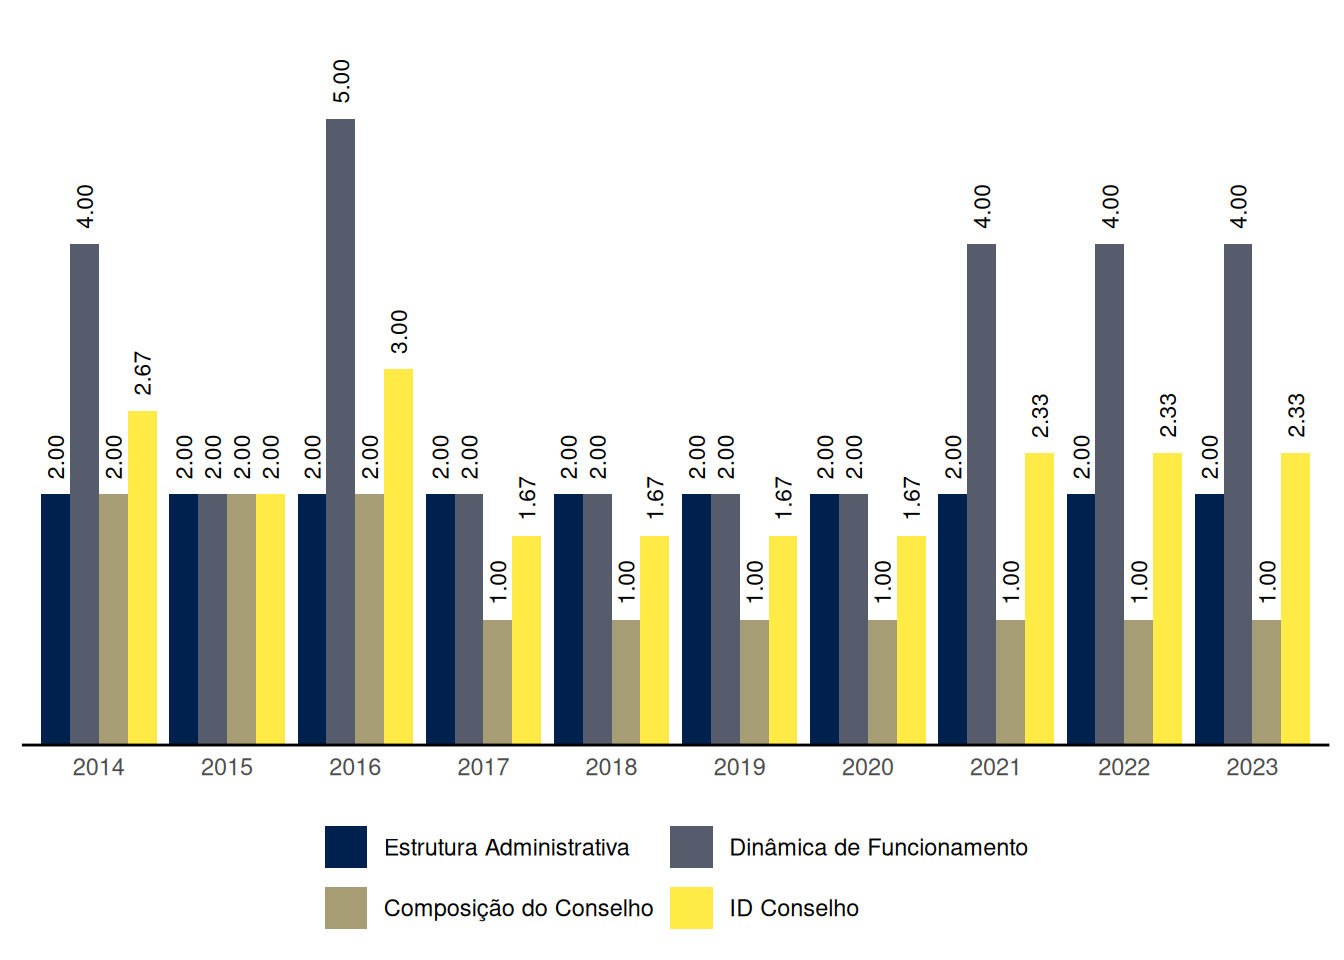 5.00
4.00 4.00 4.00 4.00
3.00
2.67
2.33 2.33 2.33
2.00 2.00 2.00 2.00 2.00 2.00 2.00 2.00 2.00 2.00 2.00 2.00 2.00 2.00 2.00 2.00 2.00 2.00 2.00
1.67 1.67 1.67 1.67
1.00 1.00 1.00 1.00 1.00 1.00 1.00
2014 2015 2016 2017 2018 2019 2020 2021 2022 2023
Estrutura Administrativa Dinâmica de Funcionamento
Composição do Conselho ID Conselho